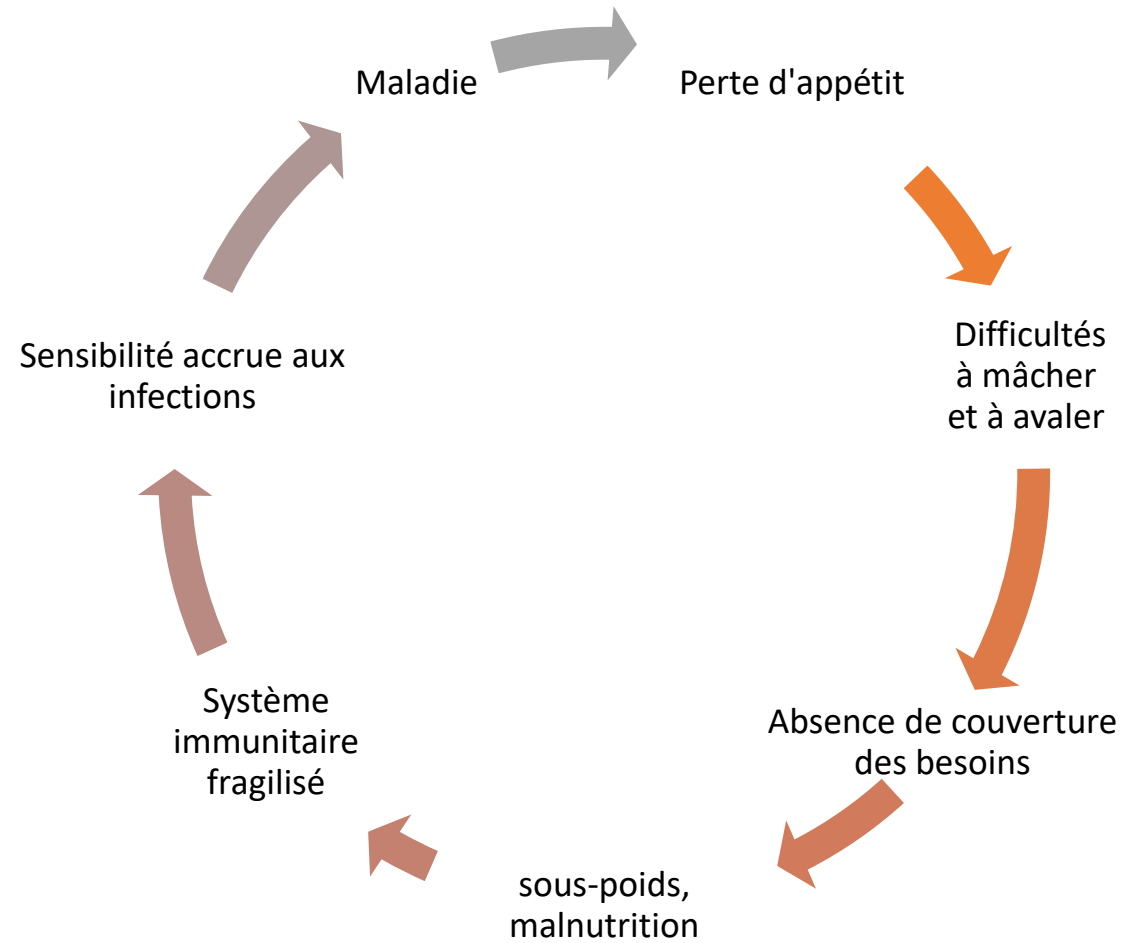 Maladie
Perte d'appétit
Difficultés
à mâcher
et à avaler
Absence de couverture
des besoins
sous-poids,
malnutrition
Système
immunitaire
fragilisé
Sensibilité accrue aux
infections